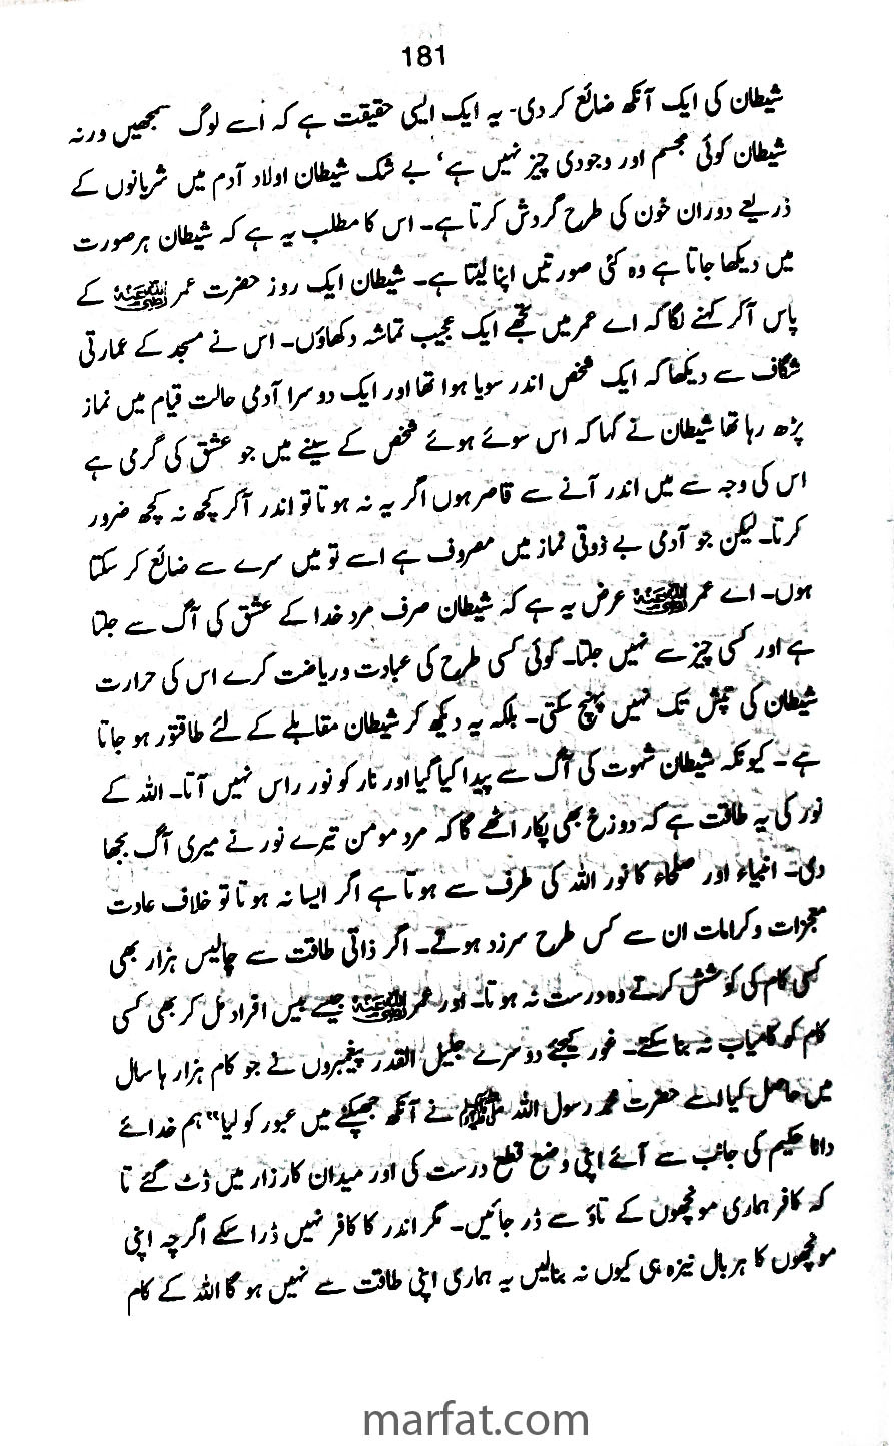 181
شیطان کی ایک آنکھ ضائع کر دی۔ یہ ایک ایسی حقیقت ہے کہ اسے لوگ سمجھیں ورنہ
شیطان کوئی مجسم اور وجودی چیز نہیں ہے، بے شک شیطان اولاد آدم میں شریانوں کے
ذریعے دوران خون کی طرح گردش کرتا ہے۔ اس کا مطلب یہ ہے کہ شیطان ہر صورت
میں دیکھا جاتا ہے وہ کئی صورتیں اپنا لیتا ہے۔ شیطان ایک روز حضرت عمر رضی اللہ عنہ کے
پاس آکر کہنے لگا کہ اے عمر میں تجھے ایک عجیب تماشہ دکھاؤں۔ اس نے مسجد کے عمارتی
شگاف سے دیکھا کہ ایک شخص اندر سویا ہوا تھا اور ایک دوسرا آدمی حالت قیام میں نماز
پڑھ رہا تھا شیطان نے کہا کہ اس سوئے ہوئے شخص کے سینے میں جو عشق کی گرمی ہے
اس کی وجہ سے میں اندر آنے سے قاصر ہوں اگر یہ نہ ہوتا تو اندر آکر کچھ نہ کچھ ضرور
کرتا۔ لیکن جو آدمی بے ذوقی نماز میں مصروف ہے اسے تو میں سرے سے ضائع کر سکتا
ہوں۔ اے عمر رضی اللہ عنہ عرض یہ ہے کہ شیطان صرف مرد خدا کے عشق کی آگ سے جلتا
ہے اور کسی چیز سے نہیں جلتا۔ کوئی کسی طرح کی عبادت و ریاضت کرے اس کی حرارت
شیطان کی تپش تک نہیں پہنچ سکتی۔ بلکہ یہ دیکھ کر شیطان مقابلے کے لئے طاقتور ہو جاتا
ہے۔ کیونکہ شیطان شہوت کی آگ سے پیدا کیا گیا اور نار کو نور راس نہیں آتا۔ اللہ کے
نور کی یہ طاقت ہے کہ دوزخ بھی پکار اٹھے گا کہ مرد مومن تیرے نور نے میری آگ بجھا
دی۔ انبیاء اور صلحاء کا نور اللہ کی طرف سے ہوتا ہے اگر ایسا نہ ہوتا تو خلاف عادت
معجزات و کرامات ان سے کس طرح سرزد ہوتے۔ اگر ذاتی طاقت سے چالیس ہزار بھی
کسی کام کی کوشش کرتے وہ درست نہ ہوتا۔ اور عمر رضی اللہ عنہ جیسے بیس افراد مل کر بھی کسی
کام کو کامیاب نہ بنا سکتے۔ غور کیجئے دوسرے جلیل القدر پیغمبروں نے جو کام ہزار ہا سال
میں حاصل کیا اسے حضرت محمد رسول اللہ صلی اللہ علیہ وسلم نے آنکھ جھپکنے میں عبور کو لیا" ہم خدائے
دانا حکیم کی جانب سے آئے اپنی وضع قطع درست کی اور میدان کارزار میں ڈٹ گئے تا
کہ کافر ہماری مونچھوں کے تاؤ سے ڈر جائیں۔ مگر اندر کا کافر نہیں ڈرا سکے اگرچہ اپنی
مونچھوں کا ہر بال نیزہ ہی کیوں نہ بنالیں یہ ہماری اپنی طاقت سے نہیں ہو گا اللہ کے کام
marfat.com